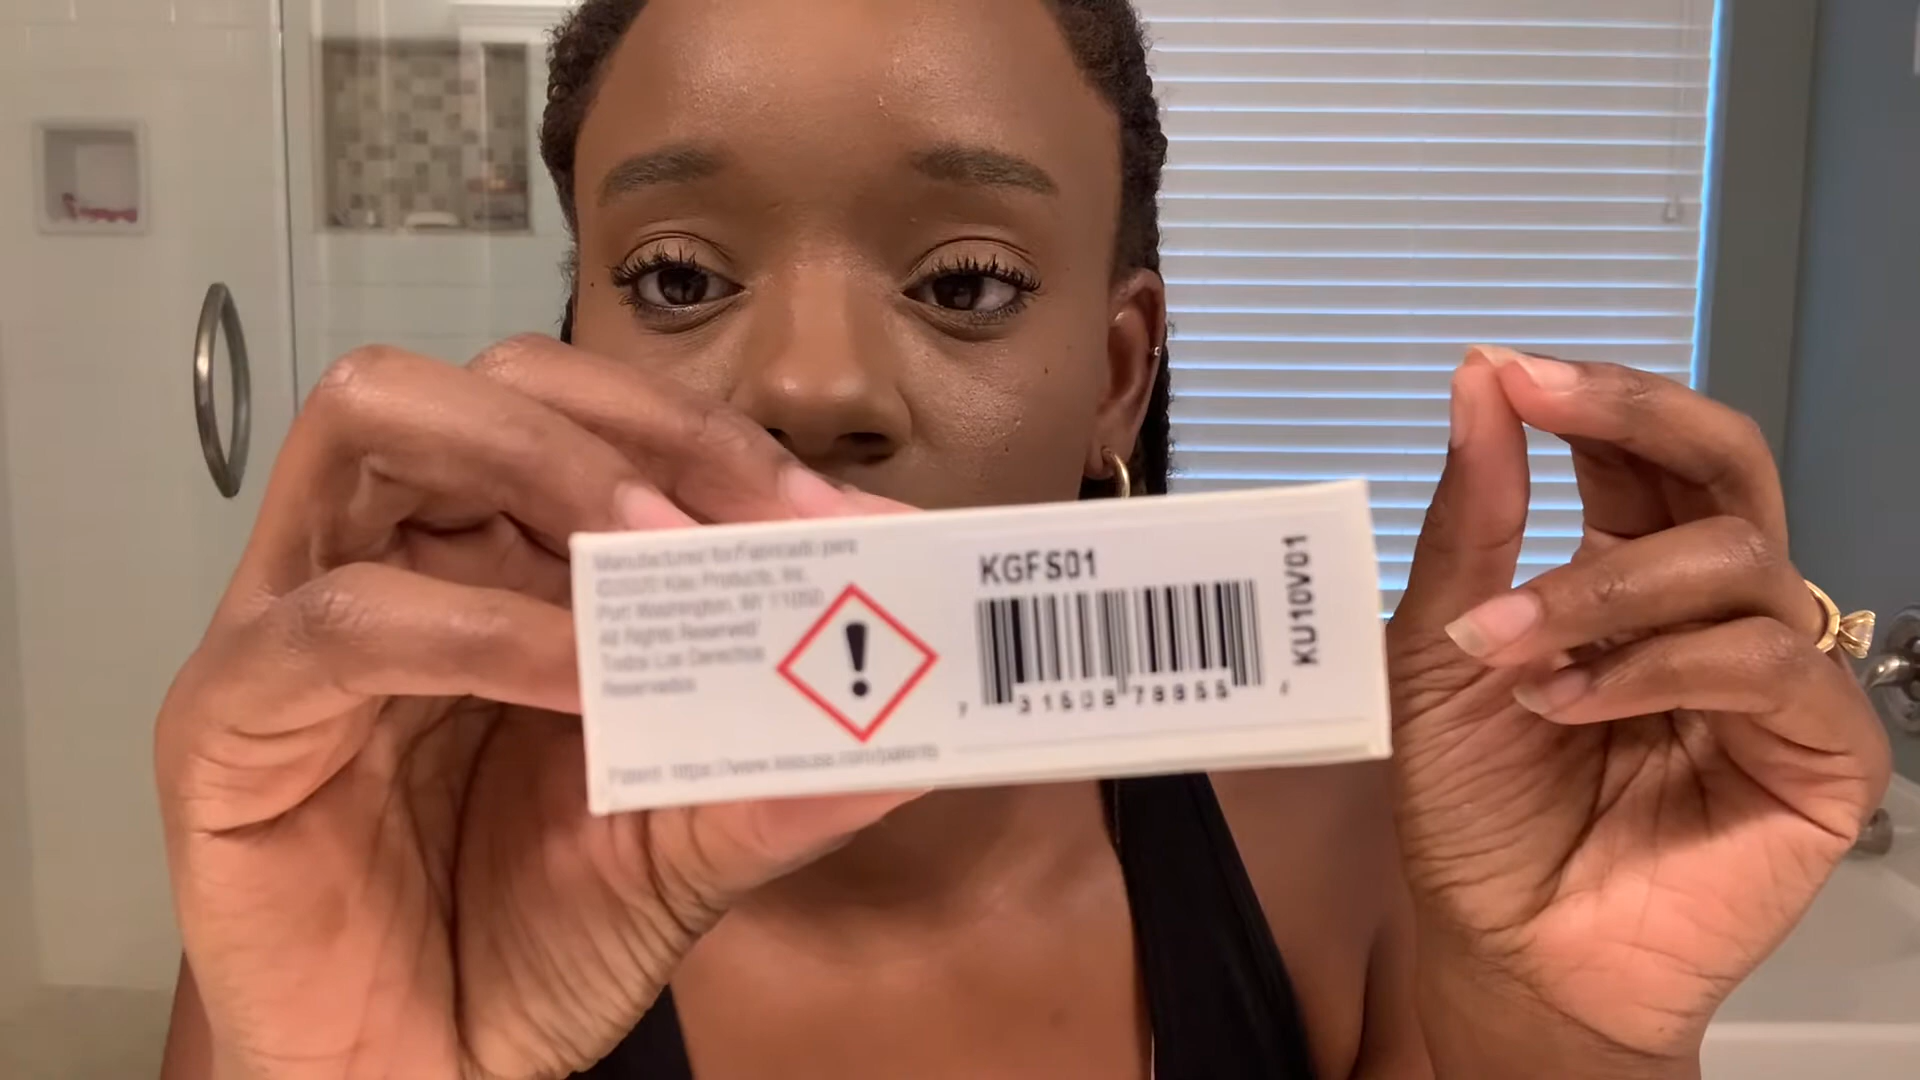 Manufactured for/Fabricado para
©2020 Kiss Products, Inc.
Port Washington, NY 11050
All Rights Reserved/
Todos Los Derechos
Reservados
Patent: https://www.kissusa.com/patents
KGFS01
7 31509 78855
KU10V01